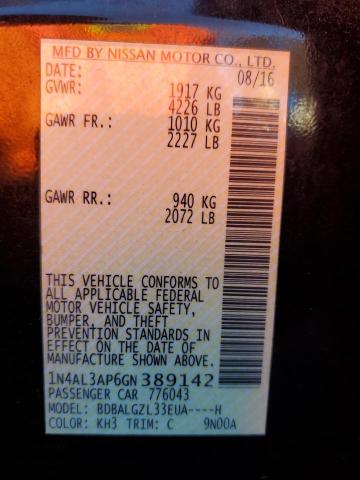 MFD BY NISSAN MOTOR CO., LTD.
DATE: 08/16
GVWR: 1917 KG
4226 LB
GAWR FR.: 1010 KG
2227 LB
GAWR RR.: 940 KG
2072 LB
THIS VEHICLE CONFORMS TO
ALL APPLICABLE FEDERAL
MOTOR VEHICLE SAFETY,
BUMPER, AND THEFT
PREVENTION STANDARDS IN
EFFECT ON THE DATE OF
MANUFACTURE SHOWN ABOVE.
1N4AL3AP6GN 389142
PASSENGER CAR 776043
MODEL: BDBALGZL33EUA----H
COLOR: KH3 TRIM: C 9N00A